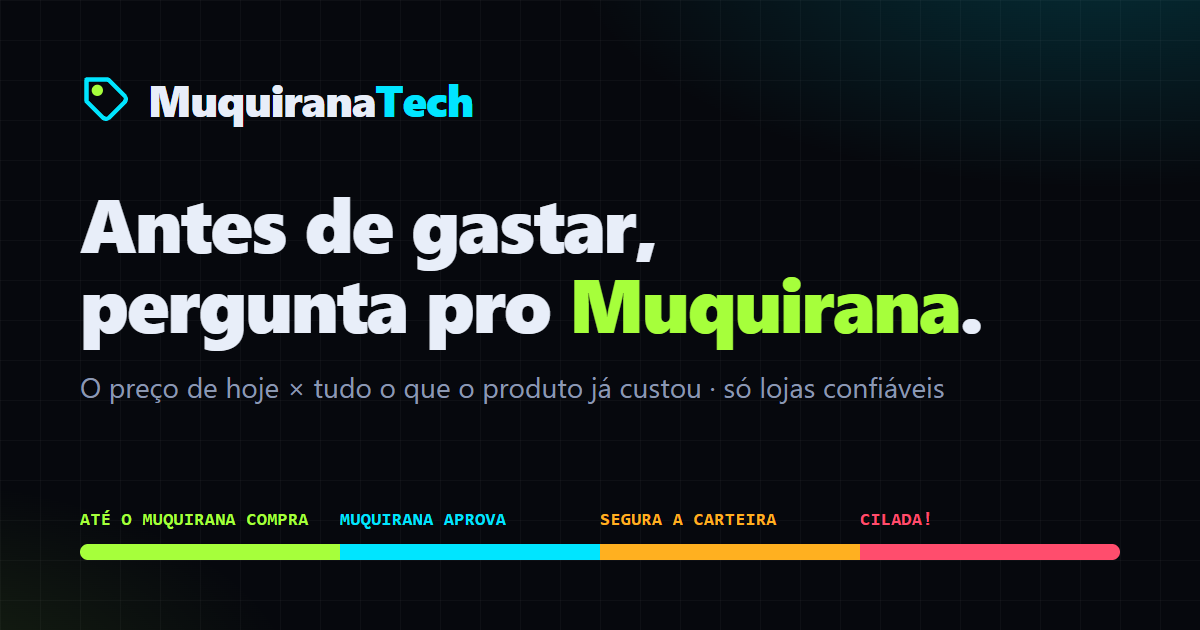 MuquiranaTech
Antes de gastar,
pergunta pro Muquirana.
O preço de hoje × tudo o que o produto já custou · só lojas confiáveis
ATÉ O MUQUIRANA COMPRA MUQUIRANA APROVA SEGURA A CARTEIRA CILADA!